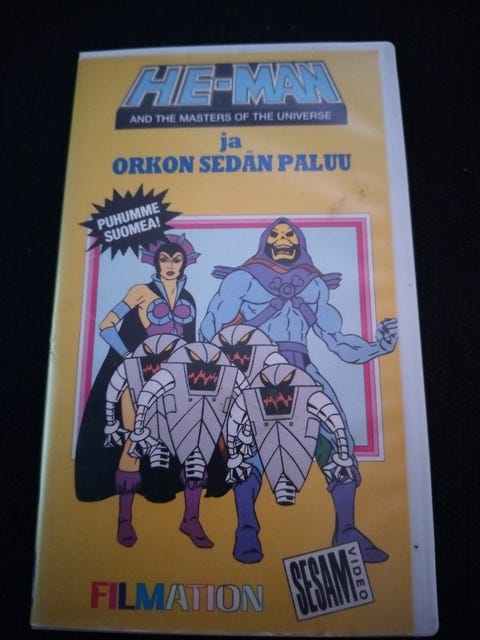 HE-MAN
AND THE MASTERS OF THE UNIVERSE
ja
ORKON SEDÄN PALUU
PUHUMME
SUOMEA!
FILMATION
SESAM
VIDEO